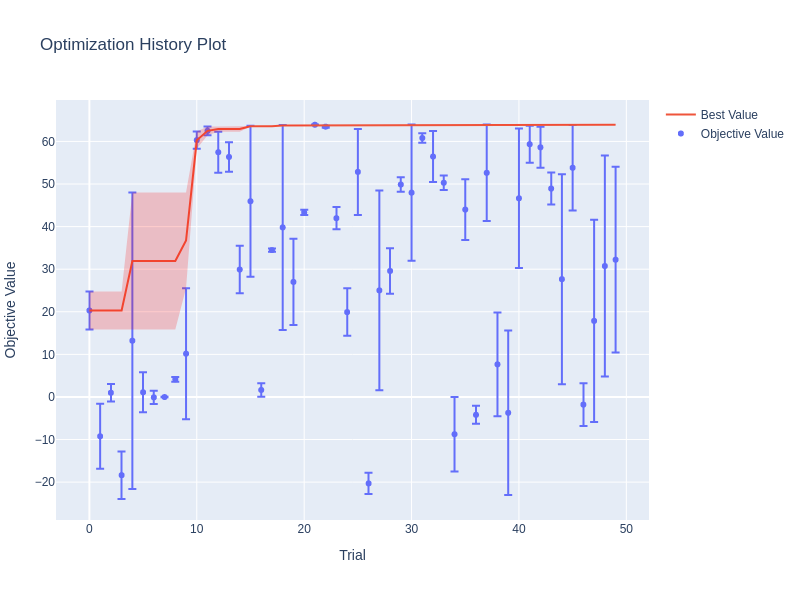 Optimization History Plot
Best Value
Objective Value
60
50
40
30
20
10
0
−10
−20
Objective Value
0 10 20 30 40 50
Trial